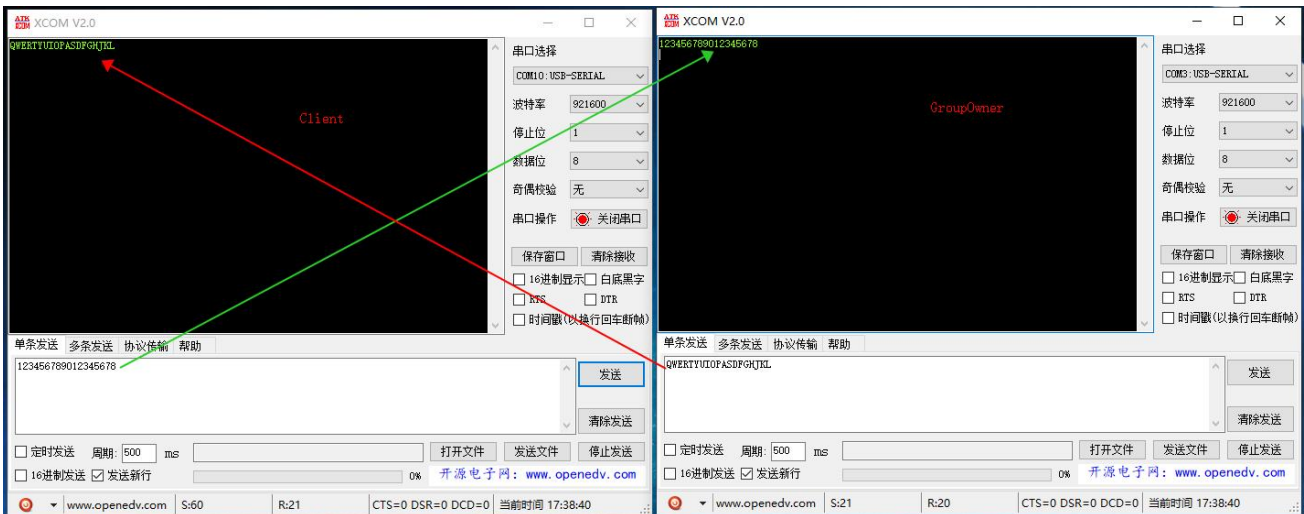 XCOM V2.0
QWERTYUIOPASDFGHJKL
Client
串口选择
COM10:USB-SERIAL
波特率 921600
停止位 1
数据位 8
奇偶校验 无
串口操作 关闭串口
保存窗口 清除接收
16进制显示 白底黑字
RTS DTR
时间戳(以换行回车断帧)
单条发送 多条发送 协议传输 帮助
123456789012345678
发送
清除发送
定时发送 周期: 500 ms 打开文件 发送文件 停止发送
16进制发送 发送新行 0% 开源电子网: www.openedv.com
www.openedv.com S:60 R:21 CTS=0 DSR=0 DCD=0 当前时间 17:38:40
XCOM V2.0
123456789012345678
GroupOwner
串口选择
COM3:USB-SERIAL
波特率 921600
停止位 1
数据位 8
奇偶校验 无
串口操作 关闭串口
保存窗口 清除接收
16进制显示 白底黑字
RTS DTR
时间戳(以换行回车断帧)
单条发送 多条发送 协议传输 帮助
QWERTYUIOPASDFGHJKL
发送
清除发送
定时发送 周期: 500 ms 打开文件 发送文件 停止发送
16进制发送 发送新行 0% 开源电子网: www.openedv.com
www.openedv.com S:21 R:20 CTS=0 DSR=0 DCD=0 当前时间 17:38:40